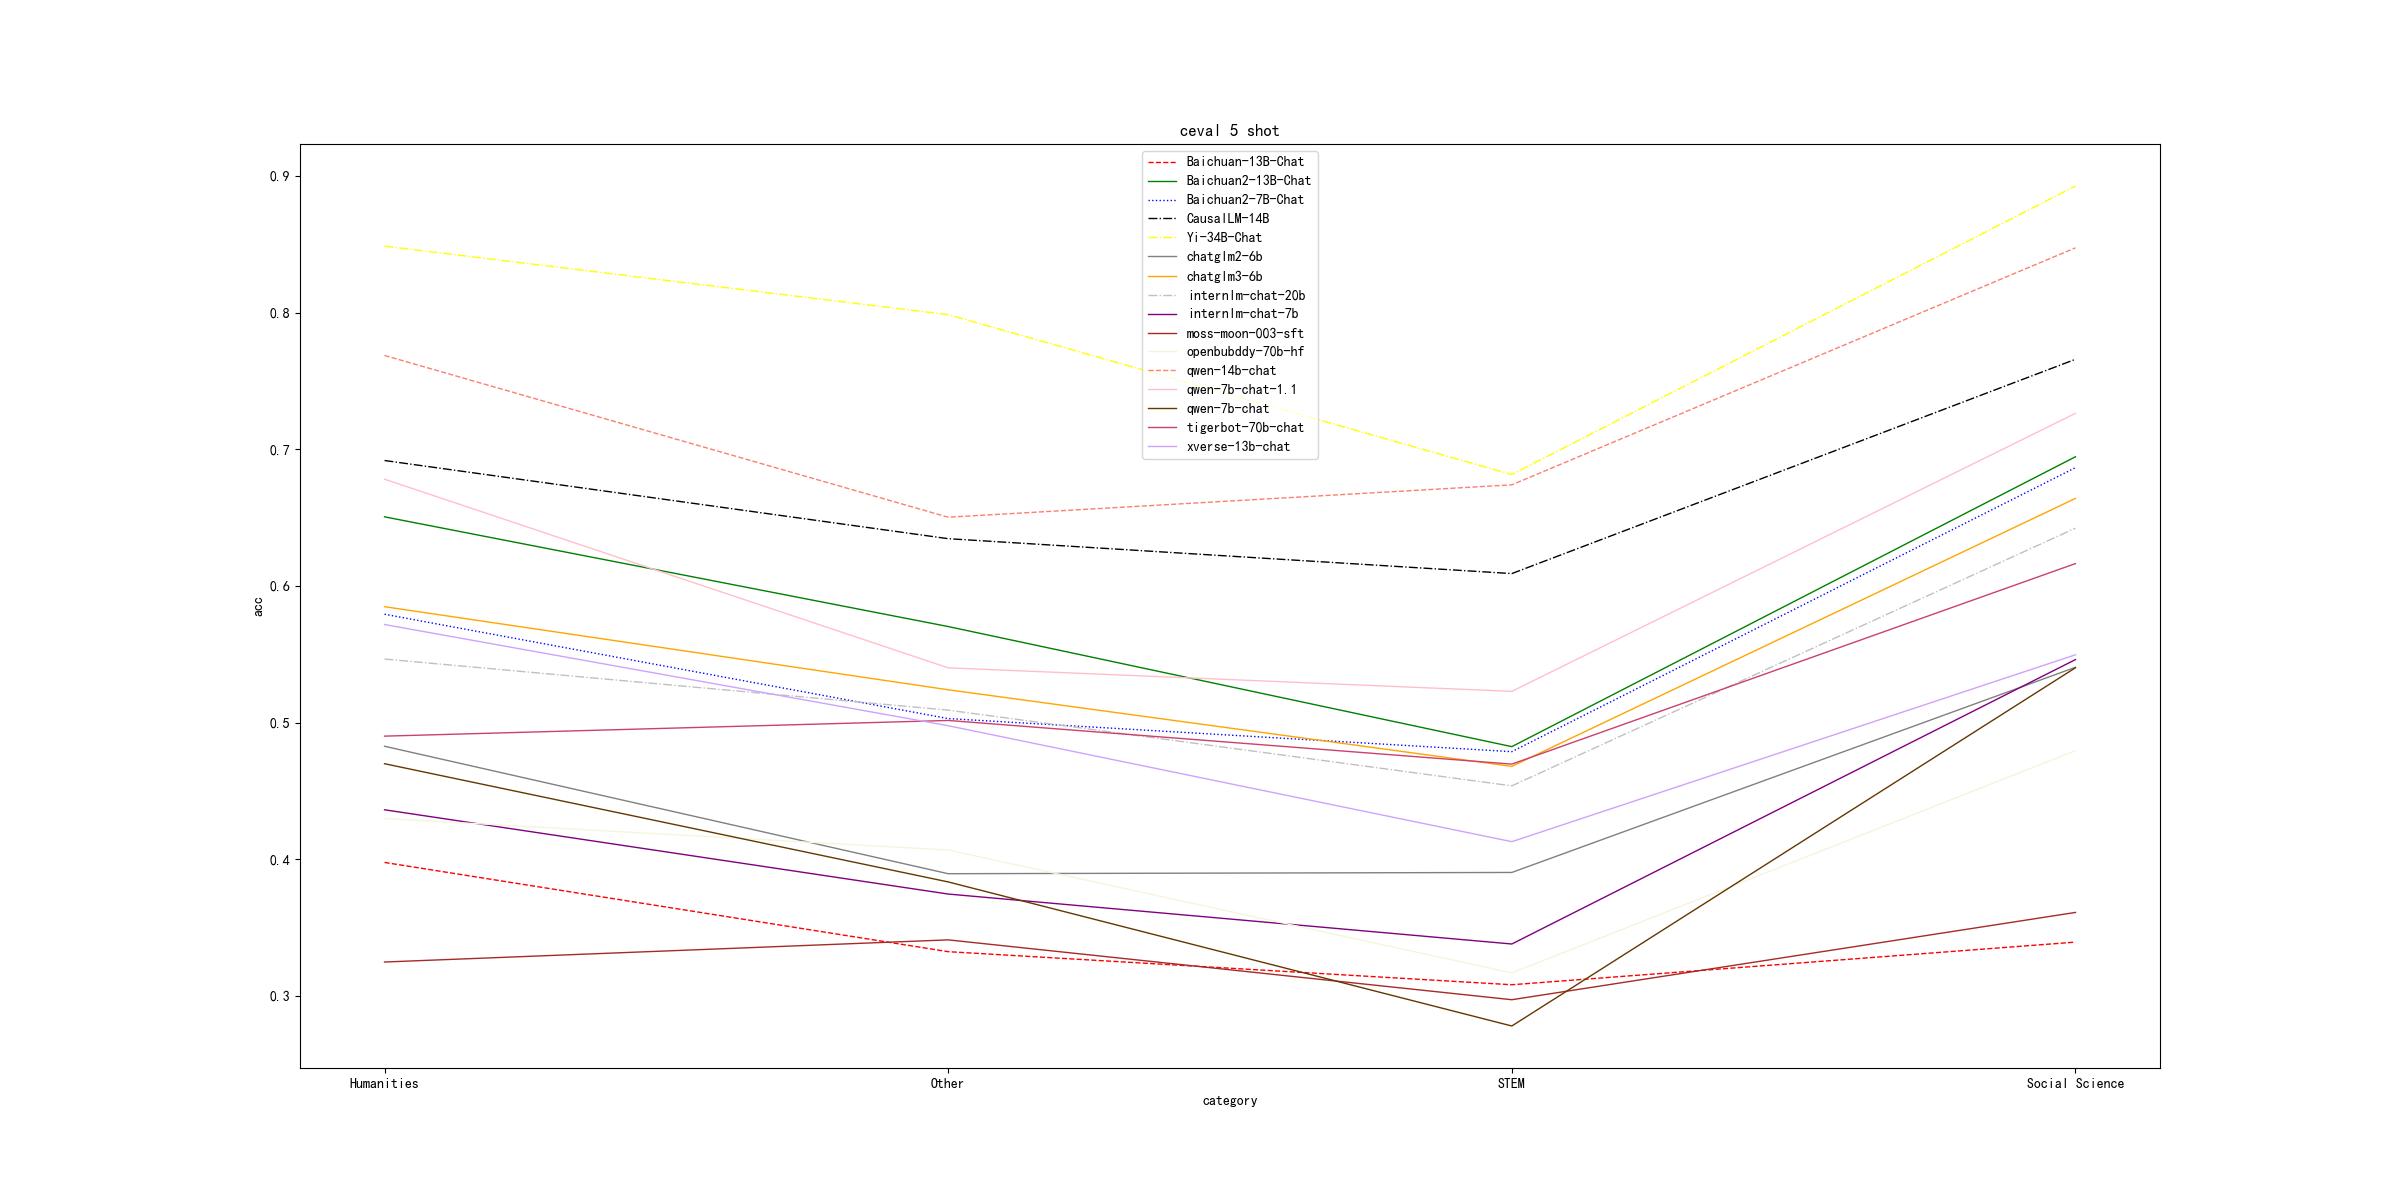 ceval 5 shot
Baichuan-13B-Chat
Baichuan2-13B-Chat
Baichuan2-7B-Chat
CausalLM-14B
Yi-34B-Chat
chatglm2-6b
chatglm3-6b
internlm-chat-20b
internlm-chat-7b
moss-moon-003-sft
openbubddy-70b-hf
qwen-14b-chat
qwen-7b-chat-1.1
qwen-7b-chat
tigerbot-70b-chat
xverse-13b-chat
0.9
0.8
0.7
0.6
0.5
0.4
0.3
acc
Humanities Other STEM Social Science
category